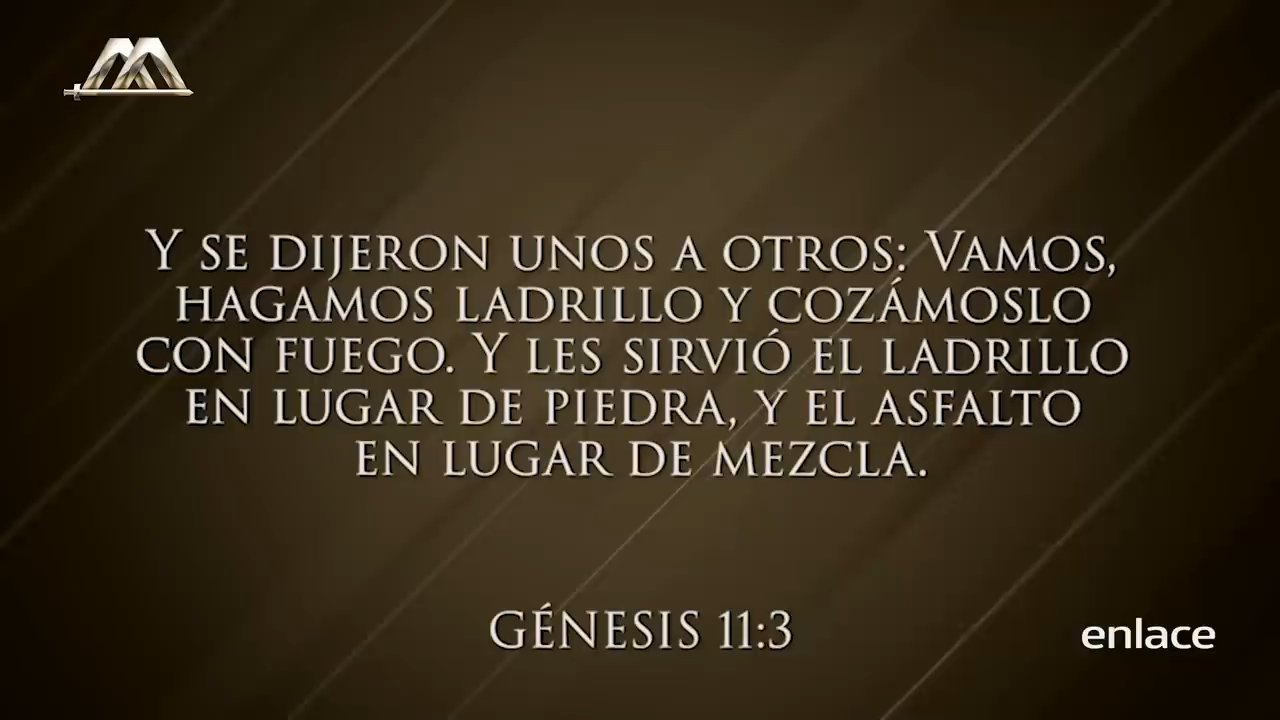 Y SE DIJERON UNOS A OTROS: VAMOS,
HAGAMOS LADRILLO Y COZÁMOSLO
CON FUEGO. Y LES SIRVIÓ EL LADRILLO
EN LUGAR DE PIEDRA, Y EL ASFALTO
EN LUGAR DE MEZCLA.
GÉNESIS 11:3
enlace